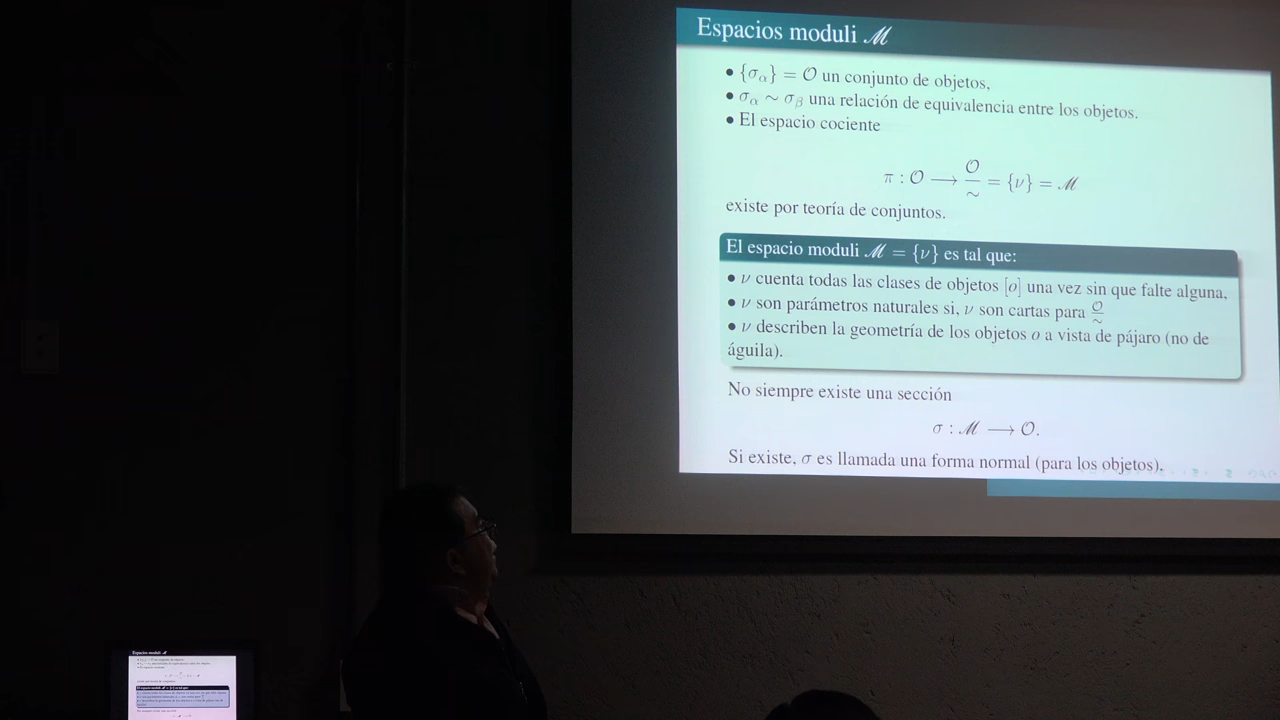 Espacios moduli ℳ
• {σ_α} = 𝒪 un conjunto de objetos,
• σ_α ∼ σ_β una relación de equivalencia entre los objetos.
• El espacio cociente
π : 𝒪 ⟶ 𝒪/∼ = {ν} = ℳ
existe por teoría de conjuntos.
El espacio moduli ℳ = {ν} es tal que:
• ν cuenta todas las clases de objetos [o] una vez sin que falte alguna,
• ν son parámetros naturales si, ν son cartas para 𝒪/∼
• ν describen la geometría de los objetos o a vista de pájaro (no de
águila).
No siempre existe una sección
σ : ℳ ⟶ 𝒪.
Si existe, σ es llamada una forma normal (para los objetos).
Espacios moduli ℳ